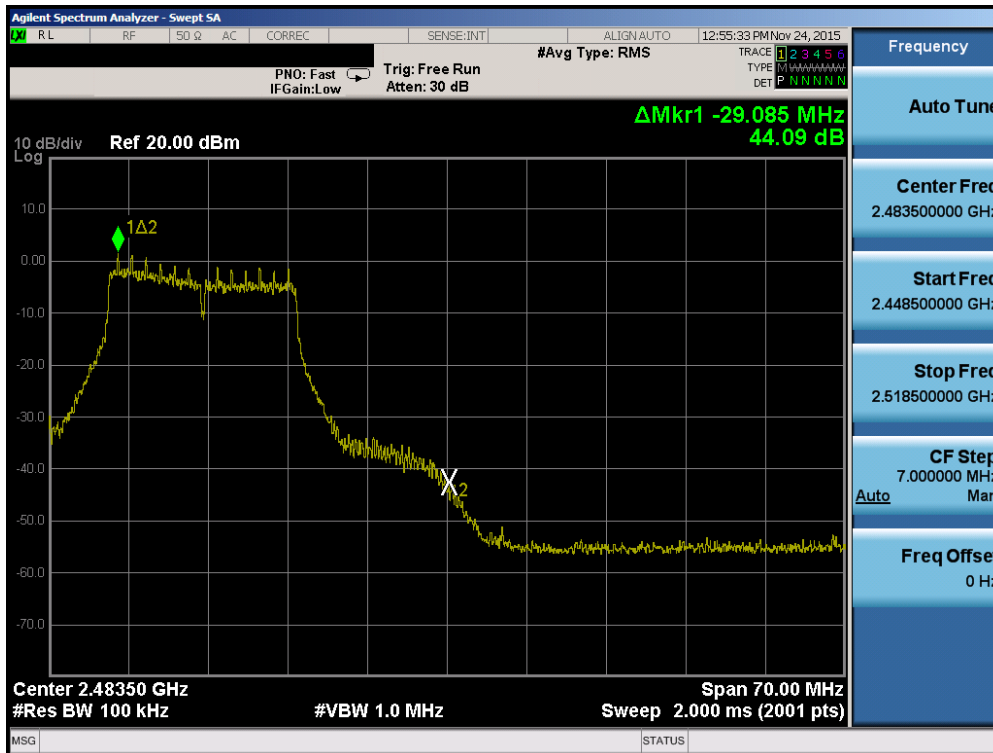 Agilent Spectrum Analyzer - Swept SA
LXI RL RF 50 Ω AC CORREC SENSE:INT ALIGN AUTO 12:55:33 PM Nov 24, 2015
Frequency
PNO: Fast
IFGain:Low
Trig: Free Run
Atten: 30 dB
#Avg Type: RMS
TRACE 1 2 3 4 5 6
TYPE M
DET P N N N N N
Auto Tune
ΔMkr1 -29.085 MHz
44.09 dB
10 dB/div Ref 20.00 dBm
Log
10.0
0.00
-10.0
-20.0
-30.0
-40.0
-50.0
-60.0
-70.0
1Δ2
2
Center Freq
2.483500000 GHz
Start Freq
2.448500000 GHz
Stop Freq
2.518500000 GHz
CF Step
7.000000 MHz
Auto Man
Freq Offset
0 Hz
Center 2.48350 GHz Span 70.00 MHz
#Res BW 100 kHz #VBW 1.0 MHz Sweep 2.000 ms (2001 pts)
MSG STATUS